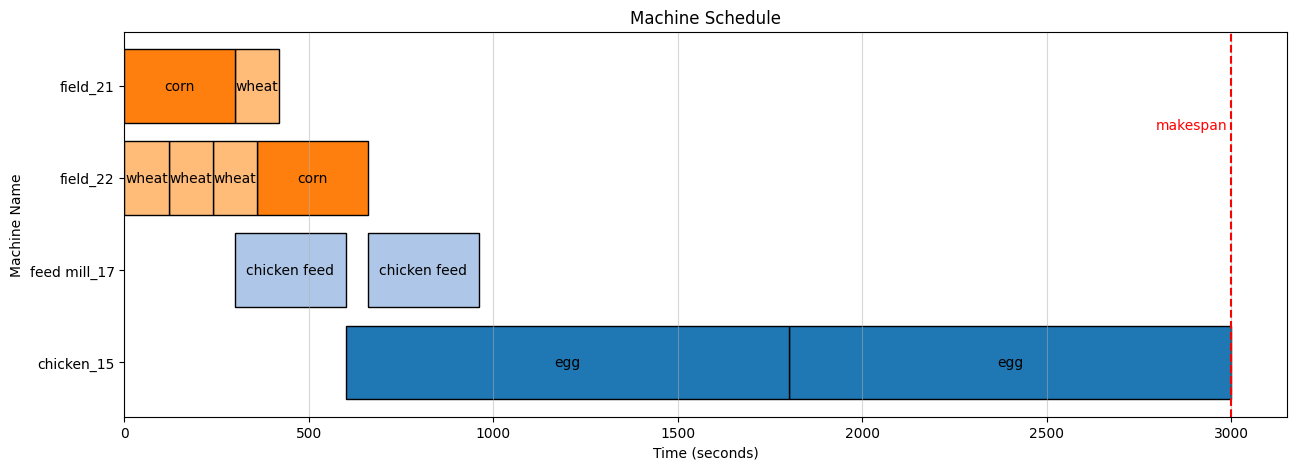 Machine Schedule
field_21
corn
wheat
makespan
field_22
wheat
wheat
wheat
corn
Machine Name
feed mill_17
chicken feed
chicken feed
chicken_15
egg
egg
0
500
1000
1500
2000
2500
3000
Time (seconds)